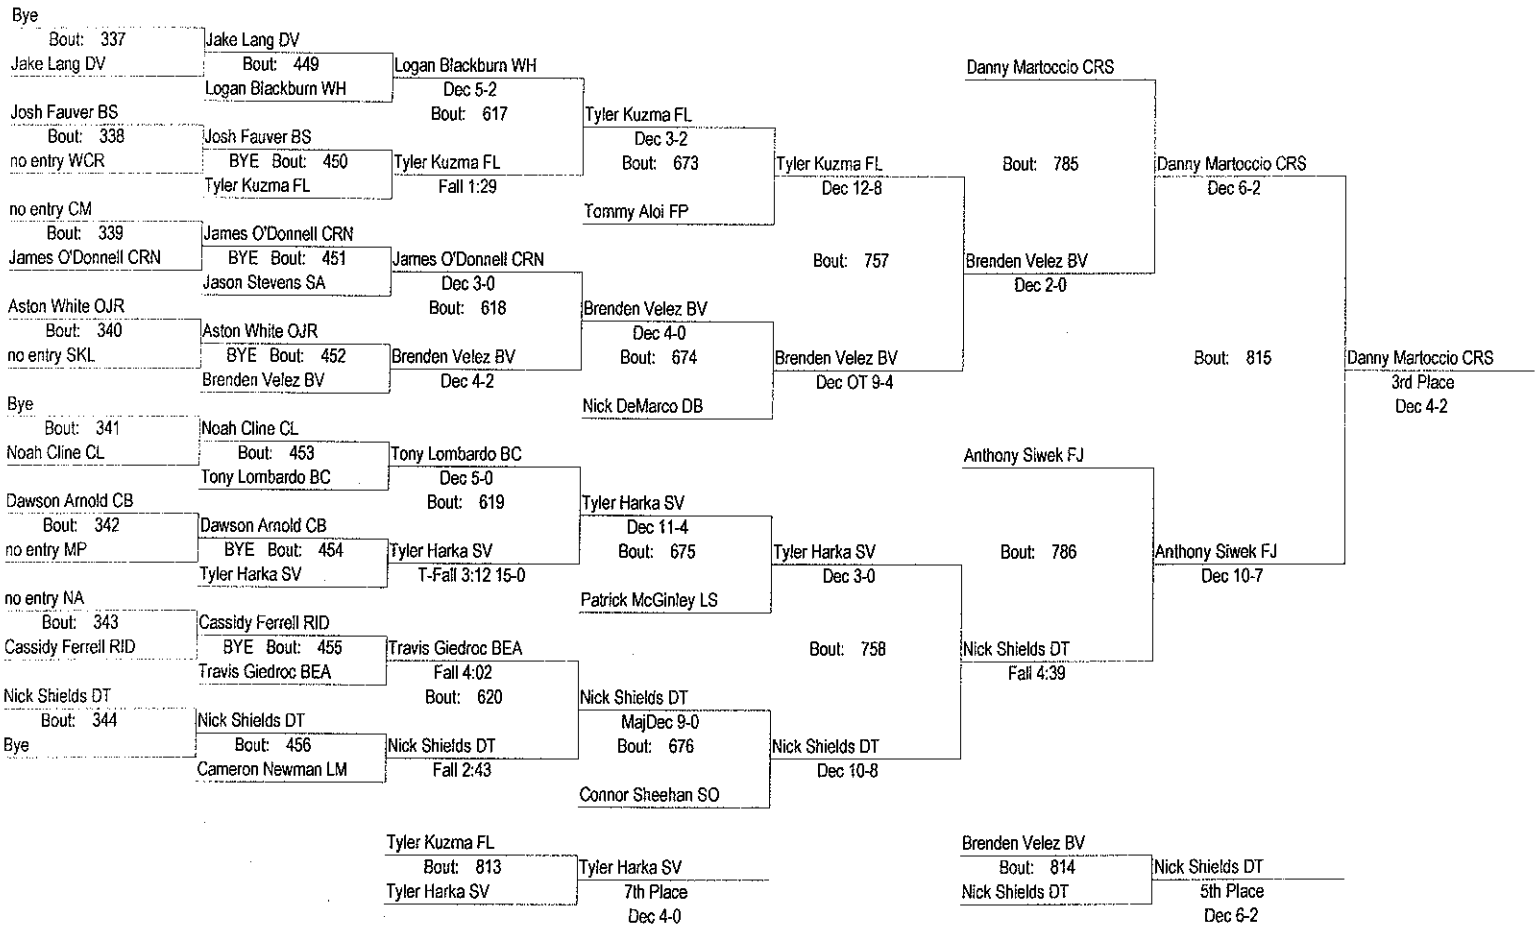 Bye
Bout: 337
Jake Lang DV
Josh Fauver BS
Bout: 338
no entry WCR
no entry CM
Bout: 339
James O'Donnell CRN
Aston White OJR
Bout: 340
no entry SKL
Bye
Bout: 341
Noah Cline CL
Dawson Arnold CB
Bout: 342
no entry MP
no entry NA
Bout: 343
Cassidy Ferrell RID
Nick Shields DT
Bout: 344
Bye
Jake Lang DV
Bout: 449
Logan Blackburn WH
Josh Fauver BS
BYE Bout: 450
Tyler Kuzma FL
James O'Donnell CRN
BYE Bout: 451
Jason Stevens SA
Aston White OJR
BYE Bout: 452
Brenden Velez BV
Noah Cline CL
Bout: 453
Tony Lombardo BC
Dawson Arnold CB
BYE Bout: 454
Tyler Harka SV
Cassidy Ferrell RID
BYE Bout: 455
Travis Giedroc BEA
Nick Shields DT
Bout: 456
Cameron Newman LM
Logan Blackburn WH
Dec 5-2
Bout: 617
Tyler Kuzma FL
Fall 1:29
James O'Donnell CRN
Dec 3-0
Bout: 618
Brenden Velez BV
Dec 4-2
Tony Lombardo BC
Dec 5-0
Bout: 619
Tyler Harka SV
T-Fall 3:12 15-0
Travis Giedroc BEA
Fall 4:02
Bout: 620
Nick Shields DT
Fall 2:43
Tyler Kuzma FL
Dec 3-2
Bout: 673
Tommy Aloi FP
Brenden Velez BV
Dec 4-0
Bout: 674
Nick DeMarco DB
Tyler Harka SV
Dec 11-4
Bout: 675
Patrick McGinley LS
Nick Shields DT
MajDec 9-0
Bout: 676
Connor Sheehan SO
Tyler Kuzma FL
Dec 12-8
Bout: 757
Brenden Velez BV
Dec OT 9-4
Tyler Harka SV
Dec 3-0
Bout: 758
Nick Shields DT
Dec 10-8
Danny Martoccio CRS
Bout: 785
Brenden Velez BV
Dec 2-0
Anthony Siwek FJ
Bout: 786
Nick Shields DT
Fall 4:39
Danny Martoccio CRS
Dec 6-2
Bout: 815
Anthony Siwek FJ
Dec 10-7
Danny Martoccio CRS
3rd Place
Dec 4-2
Tyler Kuzma FL
Bout: 813
Tyler Harka SV
Tyler Harka SV
7th Place
Dec 4-0
Brenden Velez BV
Bout: 814
Nick Shields DT
Nick Shields DT
5th Place
Dec 6-2